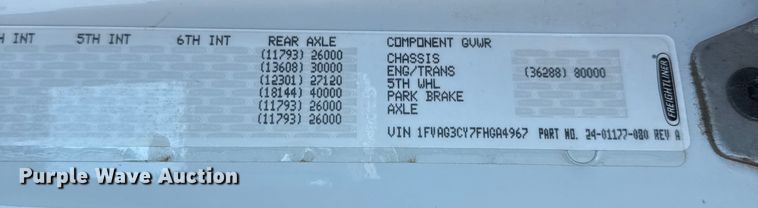 H INT 5TH INT 6TH INT REAR AXLE COMPONENT GVWR
(11793) 26000 CHASSIS
(13608) 30000 ENG/TRANS (36288) 80000
(12301) 27120 5TH WHL
(18144) 40000 PARK BRAKE
(11793) 26000 AXLE
(11793) 26000
VIN 1FVAG3CY7FHGA4967 PART NO. 24-01177-080 REV A
FREIGHTLINER
Purple Wave Auction